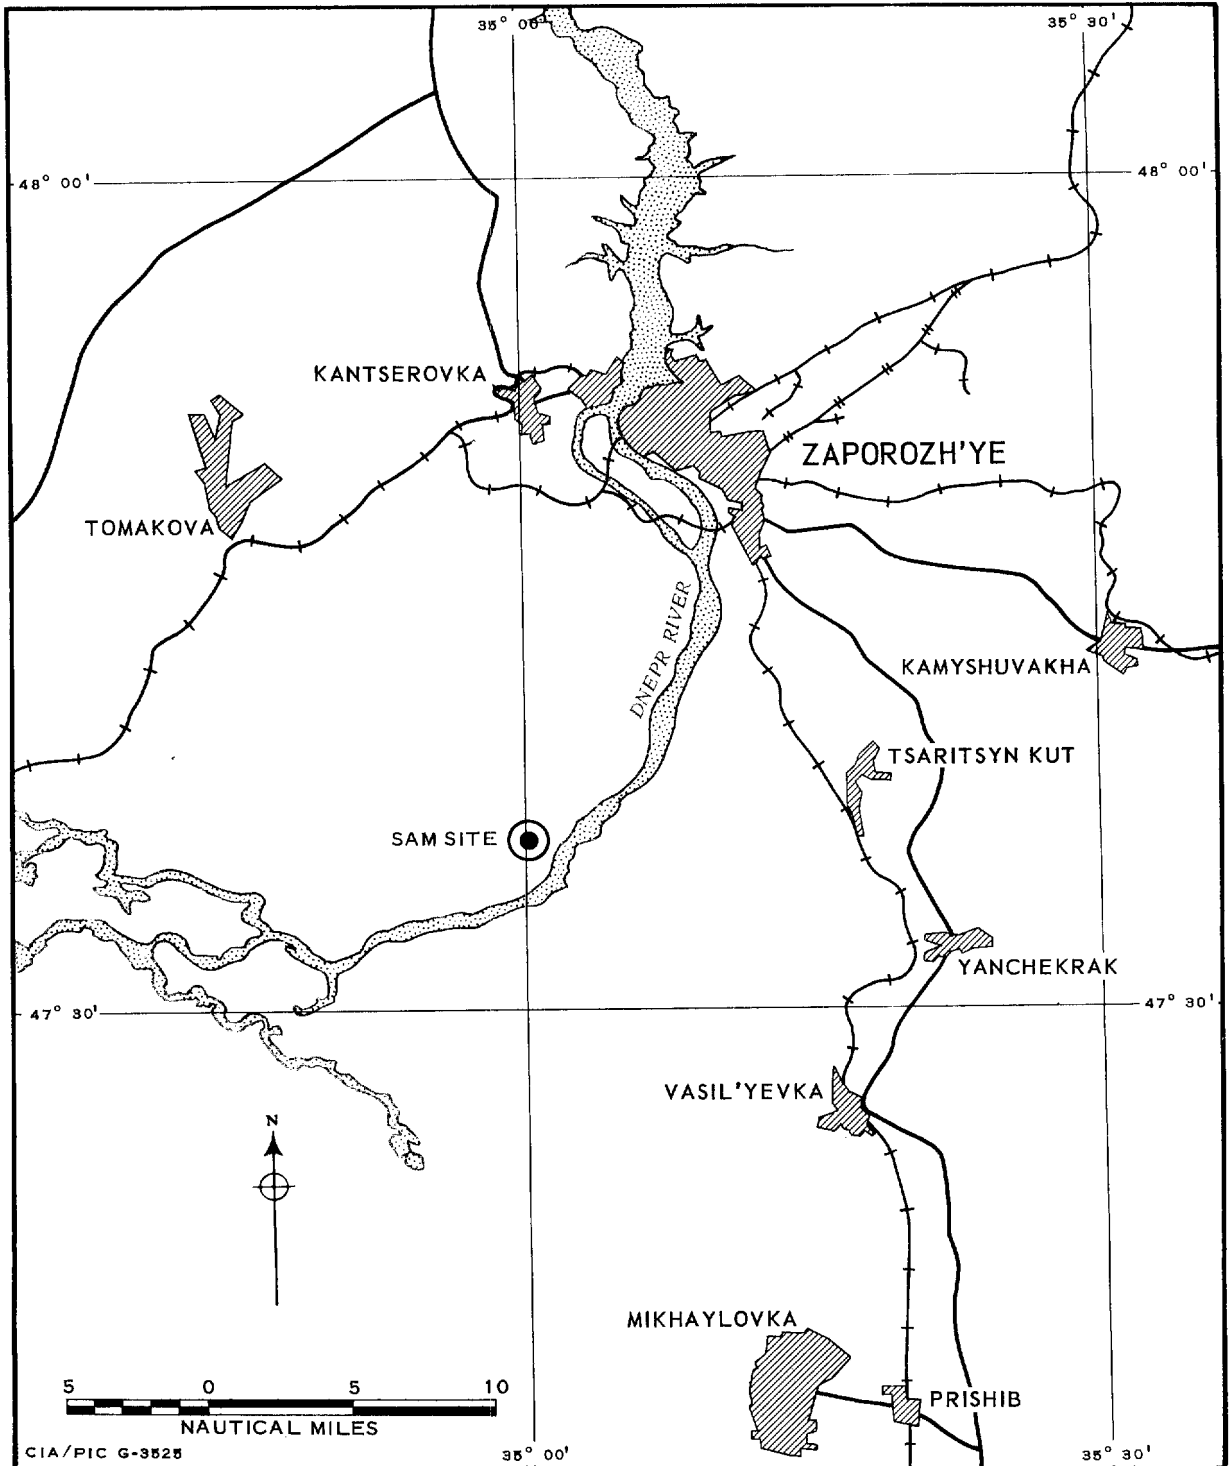 35° 00'
35° 30'
48° 00'
48° 00'
KANTSEROVKA
ZAPOROZH'YE
TOMAKOVA
DNEPR RIVER
KAMYSHUVAKHA
TSARITSYN KUT
SAM SITE
YANCHEKRAK
47° 30'
47° 30'
VASIL'YEVKA
N
MIKHAYLOVKA
5 0 5 10
NAUTICAL MILES
PRISHIB
CIA/PIC G-3525
35° 00'
35° 30'